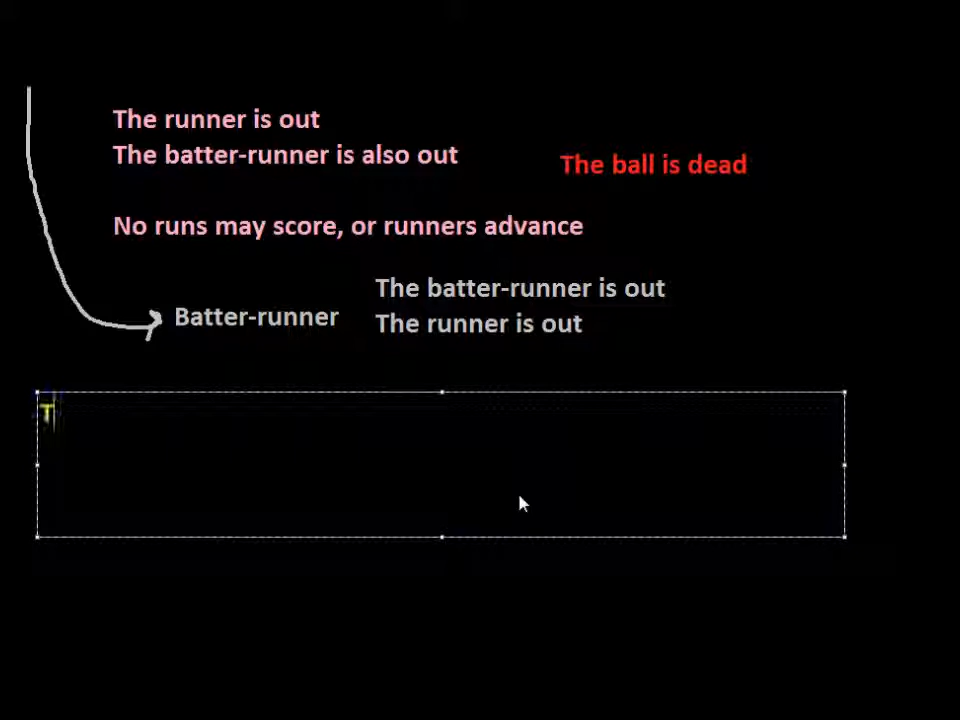 The runner is out
The batter-runner is also out
The ball is dead
No runs may score, or runners advance
The batter-runner is out
Batter-runner
The runner is out
T